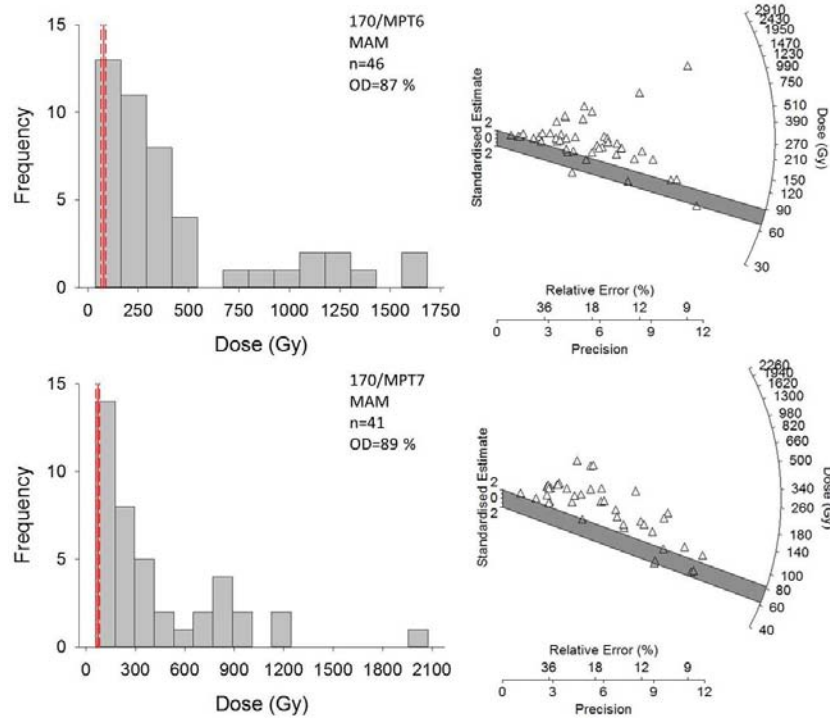 15
10
5
0
Frequency
0
250
500
750
1000
1250
1500
1750
Dose (Gy)
170/MPT6
MAM
n=46
OD=87 %
Standardised Estimate
2
0
2
2910
2430
1950
1470
1230
990
750
510
390
270
210
150
120
90
60
30
Dose (Gy)
Relative Error (%)
36 18 12 9
0 3 6 9 12
Precision
15
10
5
0
Frequency
0 300 600 900 1200 1500 1800 2100
Dose (Gy)
170/MPT7
MAM
n=41
OD=89 %
Standardised Estimate
2
0
2
2260
1940
1620
1300
980
820
660
500
340
260
180
140
100
80
60
40
Dose (Gy)
Relative Error (%)
36 18 12 9
0 3 6 9 12
Precision